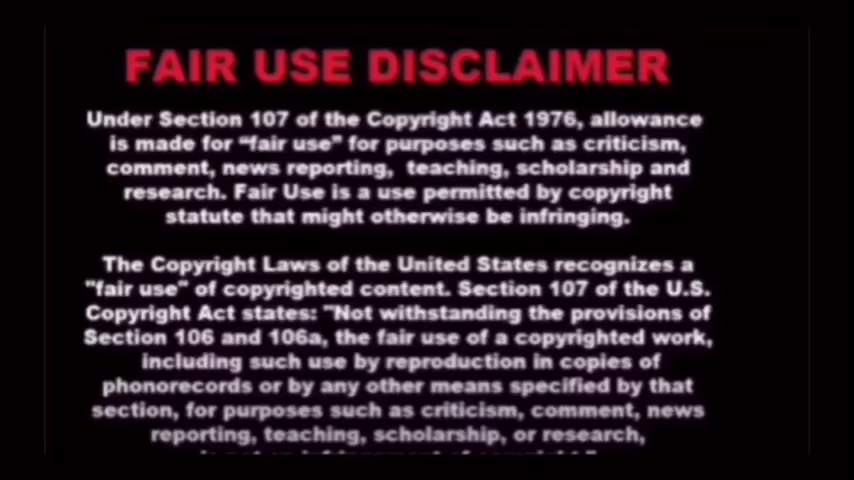 FAIR USE DISCLAIMER
Under Section 107 of the Copyright Act 1976, allowance
is made for “fair use” for purposes such as criticism,
comment, news reporting, teaching, scholarship and
research. Fair Use is a use permitted by copyright
statute that might otherwise be infringing.
The Copyright Laws of the United States recognizes a
"fair use" of copyrighted content. Section 107 of the U.S.
Copyright Act states: "Not withstanding the provisions of
Section 106 and 106a, the fair use of a copyrighted work,
including such use by reproduction in copies of
phonorecords or by any other means specified by that
section, for purposes such as criticism, comment, news
reporting, teaching, scholarship, or research,